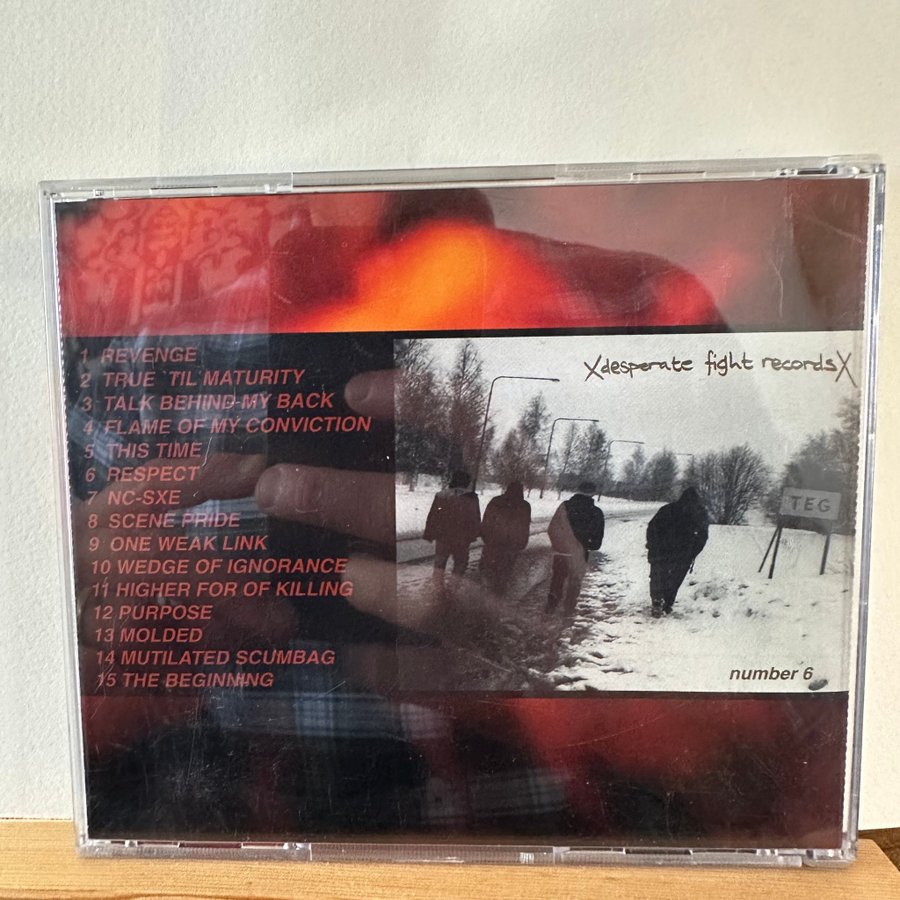 1 REVENGE
2 TRUE `TIL MATURITY
3 TALK BEHIND MY BACK
4 FLAME OF MY CONVICTION
5 THIS TIME
6 RESPECT
7 NC-SXE
8 SCENE PRIDE
9 ONE WEAK LINK
10 WEDGE OF IGNORANCE
11 HIGHER FOR OF KILLING
12 PURPOSE
13 MOLDED
14 MUTILATED SCUMBAG
15 THE BEGINNING
XdesperAte fight recordsX
TEG
number 6